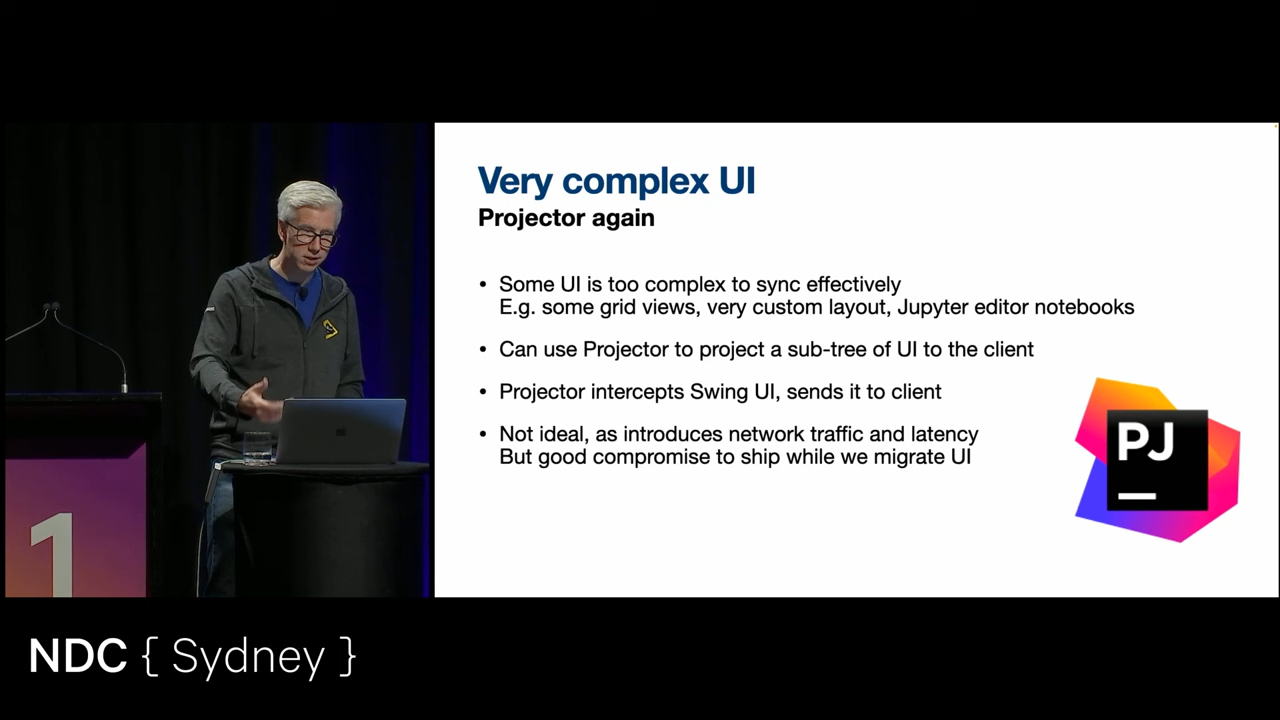 Very complex UI
Projector again
• Some UI is too complex to sync effectively
E.g. some grid views, very custom layout, Jupyter editor notebooks
• Can use Projector to project a sub-tree of UI to the client
• Projector intercepts Swing UI, sends it to client
• Not ideal, as introduces network traffic and latency
But good compromise to ship while we migrate UI
PJ
1
NDC { Sydney }